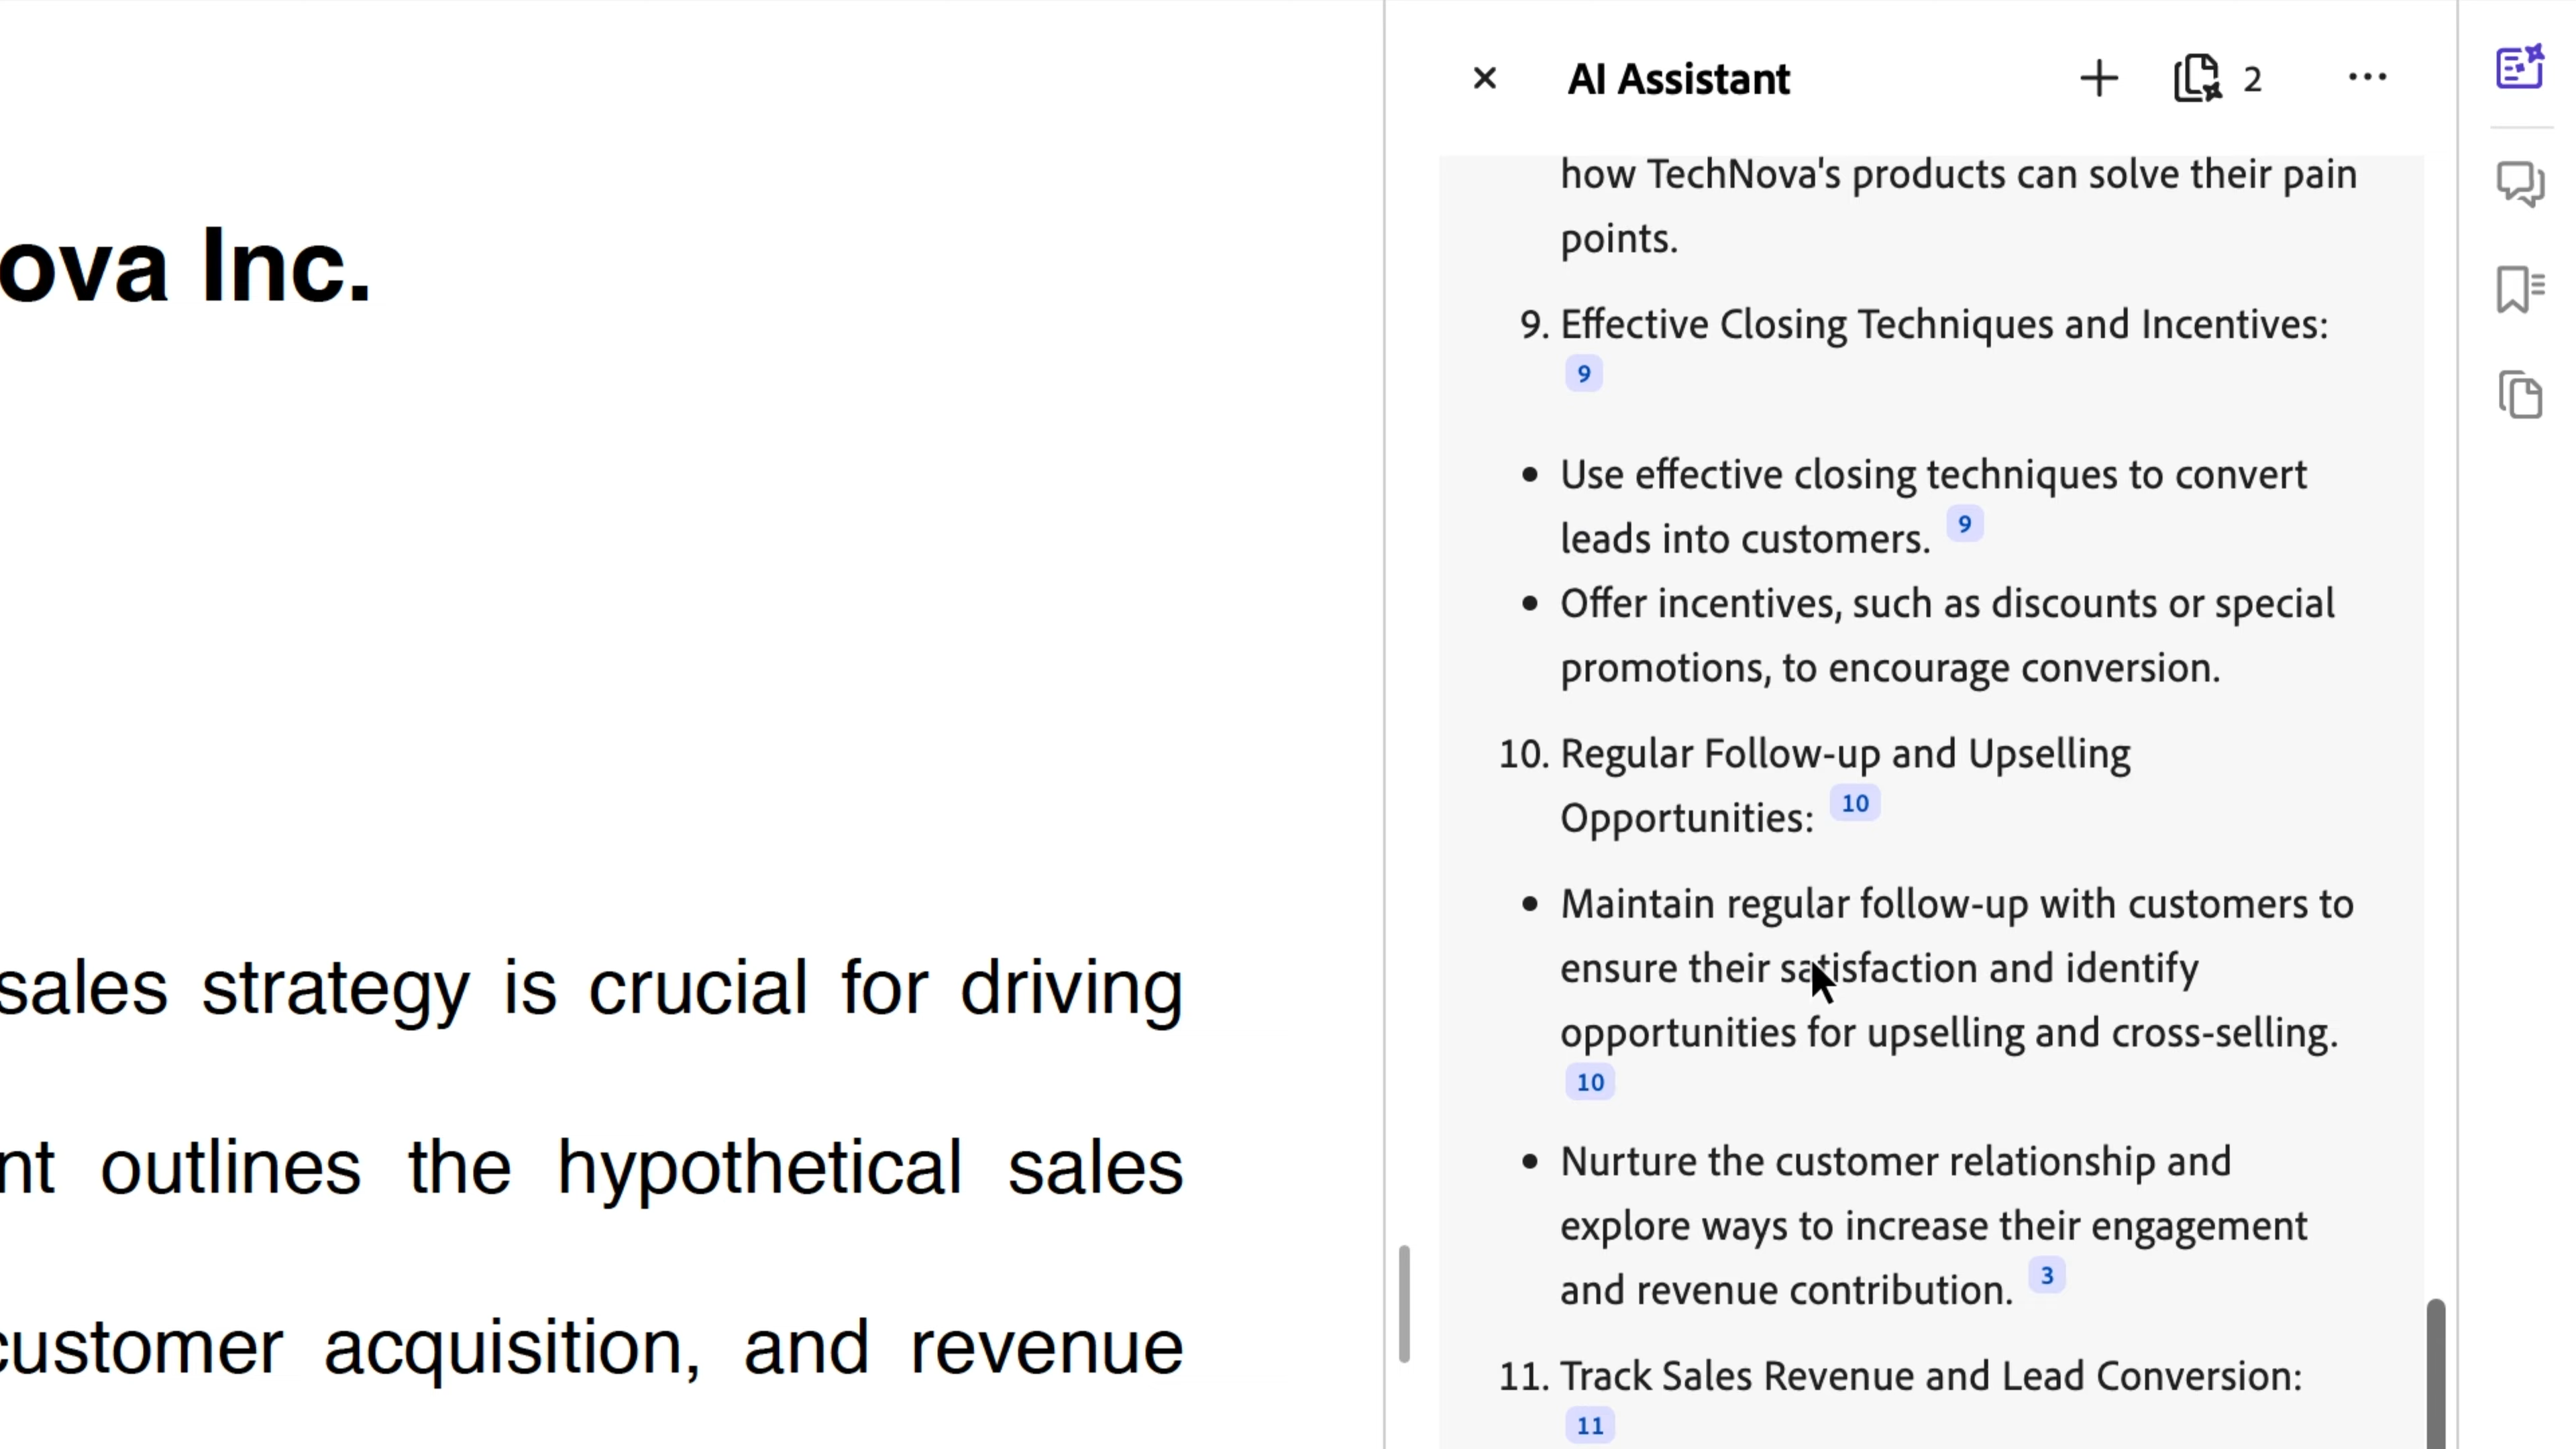 ova Inc.
sales strategy is crucial for driving
nt outlines the hypothetical sales
customer acquisition, and revenue
AI Assistant
2
how TechNova's products can solve their pain
points.
9. Effective Closing Techniques and Incentives:
9
• Use effective closing techniques to convert
leads into customers. 9
• Offer incentives, such as discounts or special
promotions, to encourage conversion.
10. Regular Follow-up and Upselling
Opportunities: 10
• Maintain regular follow-up with customers to
ensure their satisfaction and identify
opportunities for upselling and cross-selling.
10
• Nurture the customer relationship and
explore ways to increase their engagement
and revenue contribution. 3
11. Track Sales Revenue and Lead Conversion:
11